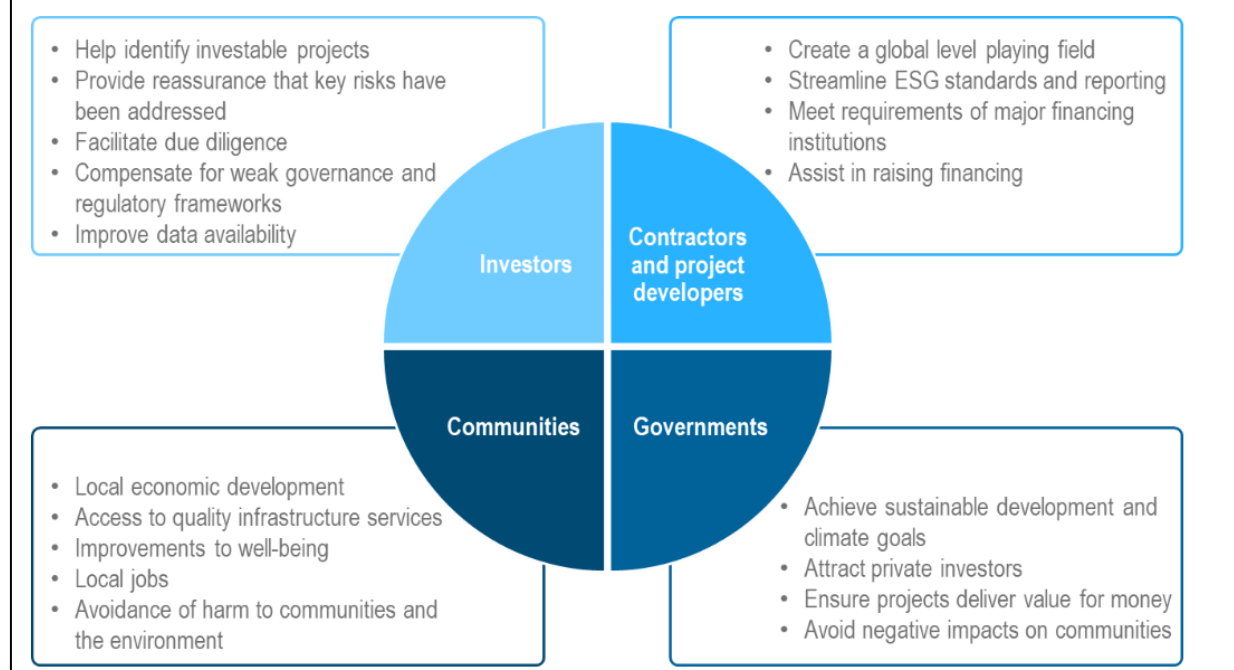 • Help identify investable projects
• Provide reassurance that key risks have
been addressed
• Facilitate due diligence
• Compensate for weak governance and
regulatory frameworks
• Improve data availability
• Create a global level playing field
• Streamline ESG standards and reporting
• Meet requirements of major financing
institutions
• Assist in raising financing
Investors
Contractors
and project
developers
Communities
Governments
• Local economic development
• Access to quality infrastructure services
• Improvements to well-being
• Local jobs
• Avoidance of harm to communities and
the environment
• Achieve sustainable development and
climate goals
• Attract private investors
• Ensure projects deliver value for money
• Avoid negative impacts on communities